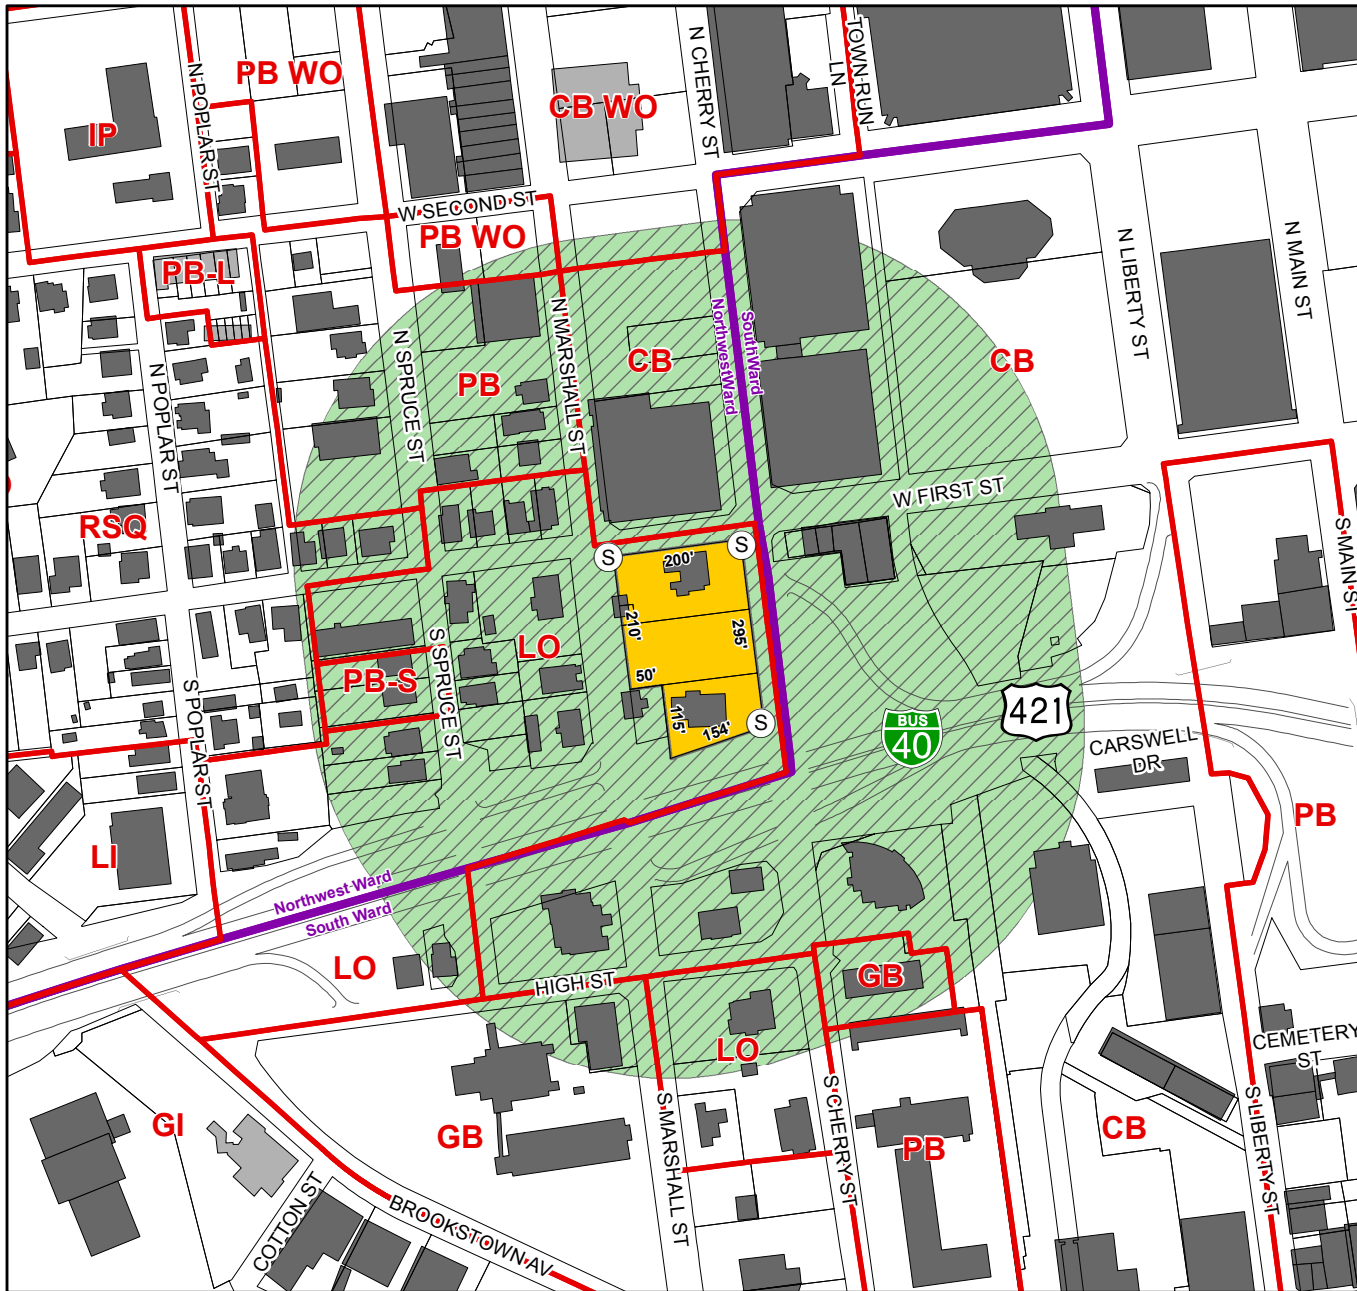 N POPLAR ST
PB WO
IP
CB WO
N CHERRY ST
TOWN RUN
LN
W SECOND ST
PB WO
PB-L
N LIBERTY ST
N MAIN ST
N SPRUCE ST
N MARSHALL ST
NorthwestWard
SouthWard
PB
CB
CB
N POPLAR ST
W FIRST ST
RSQ
S MAIN ST
S
S
200'
210'
295'
LO
S SPRUCE ST
PB-S
50'
115'
154'
S
S POPLAR ST
BUS
40
421
CARSWELL
DR
PB
LI
Northwest Ward
South Ward
LO
HIGH ST
GB
LO
CEMETERY
ST
GI
GB
S MARSHALL ST
S CHERRY ST
PB
CB
S LIBERTY ST
COTTON ST
BROOKSTOWN AV